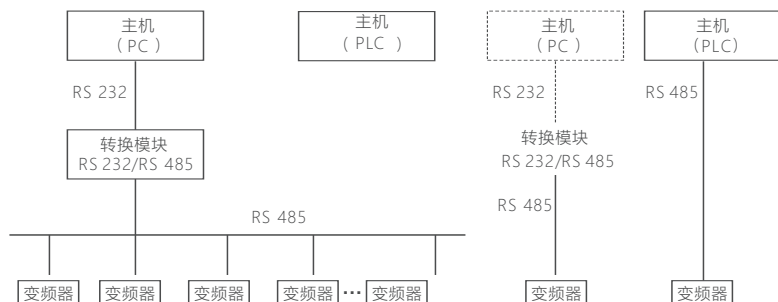 主机
（PC ）
主机
（ PLC ）
主机
（ PC ）
主机
（PLC）
RS 232
RS 232
RS 485
转换模块
RS 232/RS 485
转换模块
RS 232/RS 485
RS 485
RS 485
变频器
变频器
变频器
变频器
···
变频器
变频器
变频器